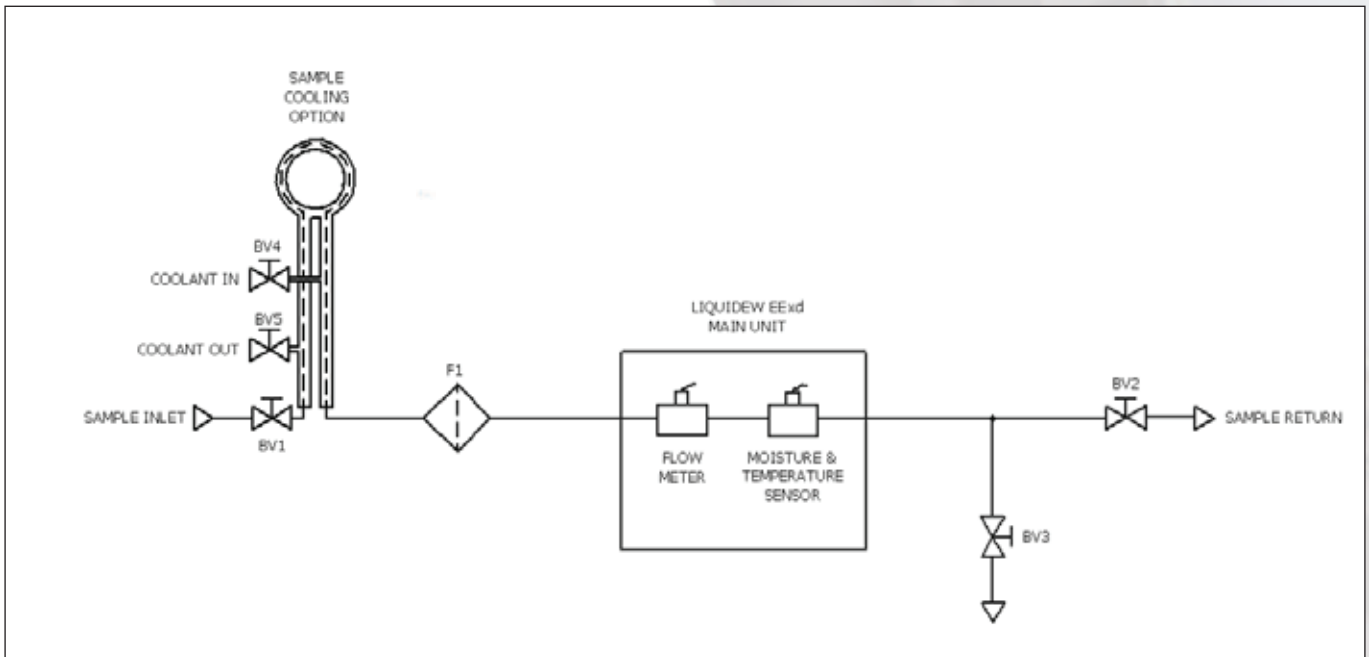 SAMPLE
COOLING
OPTION
BV4
COOLANT IN
BV5
COOLANT OUT
SAMPLE INLET
BV1
F1
LIQUIDEW EExd
MAIN UNIT
FLOW
METER
MOISTURE &
TEMPERATURE
SENSOR
BV2
SAMPLE RETURN
BV3